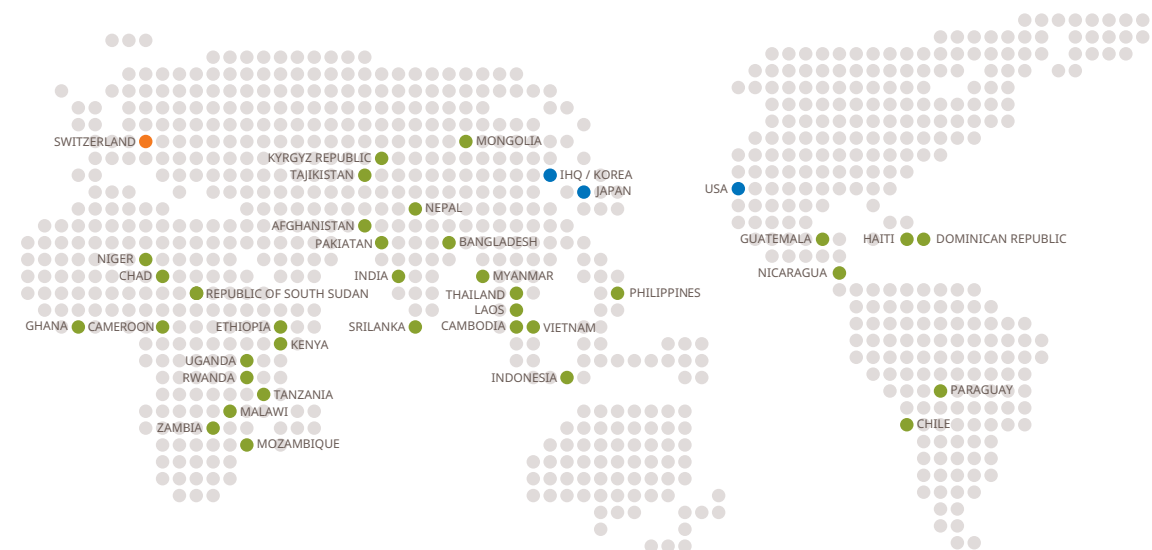 SWITZERLAND
MONGOLIA
KYRGYZ REPUBLIC
TAJIKISTAN
IHQ / KOREA
JAPAN
USA
NEPAL
AFGHANISTAN
PAKIATAN
BANGLADESH
GUATEMALA
HAITI
DOMINICAN REPUBLIC
NIGER
CHAD
INDIA
MYANMAR
NICARAGUA
REPUBLIC OF SOUTH SUDAN
THAILAND
PHILIPPINES
LAOS
GHANA
CAMEROON
ETHIOPIA
SRILANKA
CAMBODIA
VIETNAM
KENYA
UGANDA
RWANDA
INDONESIA
TANZANIA
PARAGUAY
MALAWI
ZAMBIA
CHILE
MOZAMBIQUE